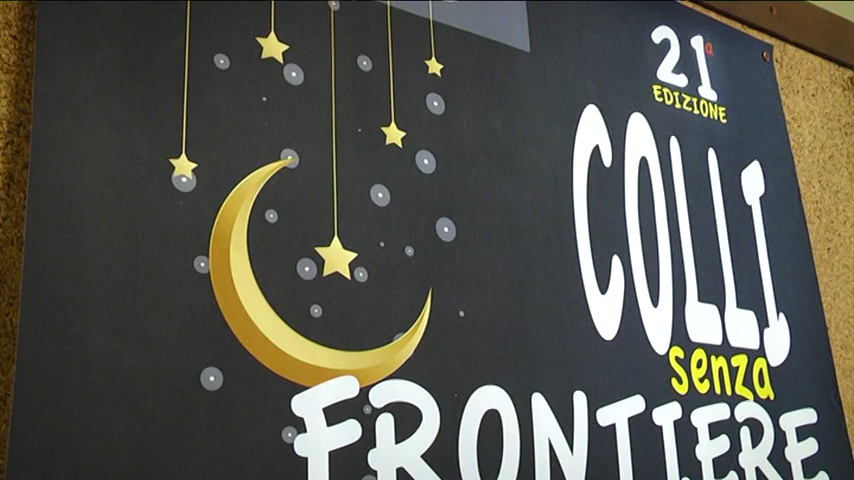 21ª
EDIZIONE
COLLI
senza
FRONTIERE